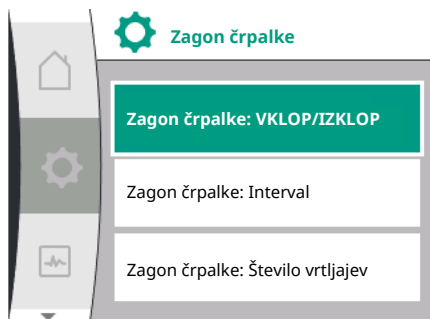 Zagon črpalke
Zagon črpalke: VKLOP/IZKLOP
Zagon črpalke: Interval
Zagon črpalke: Število vrtljajev